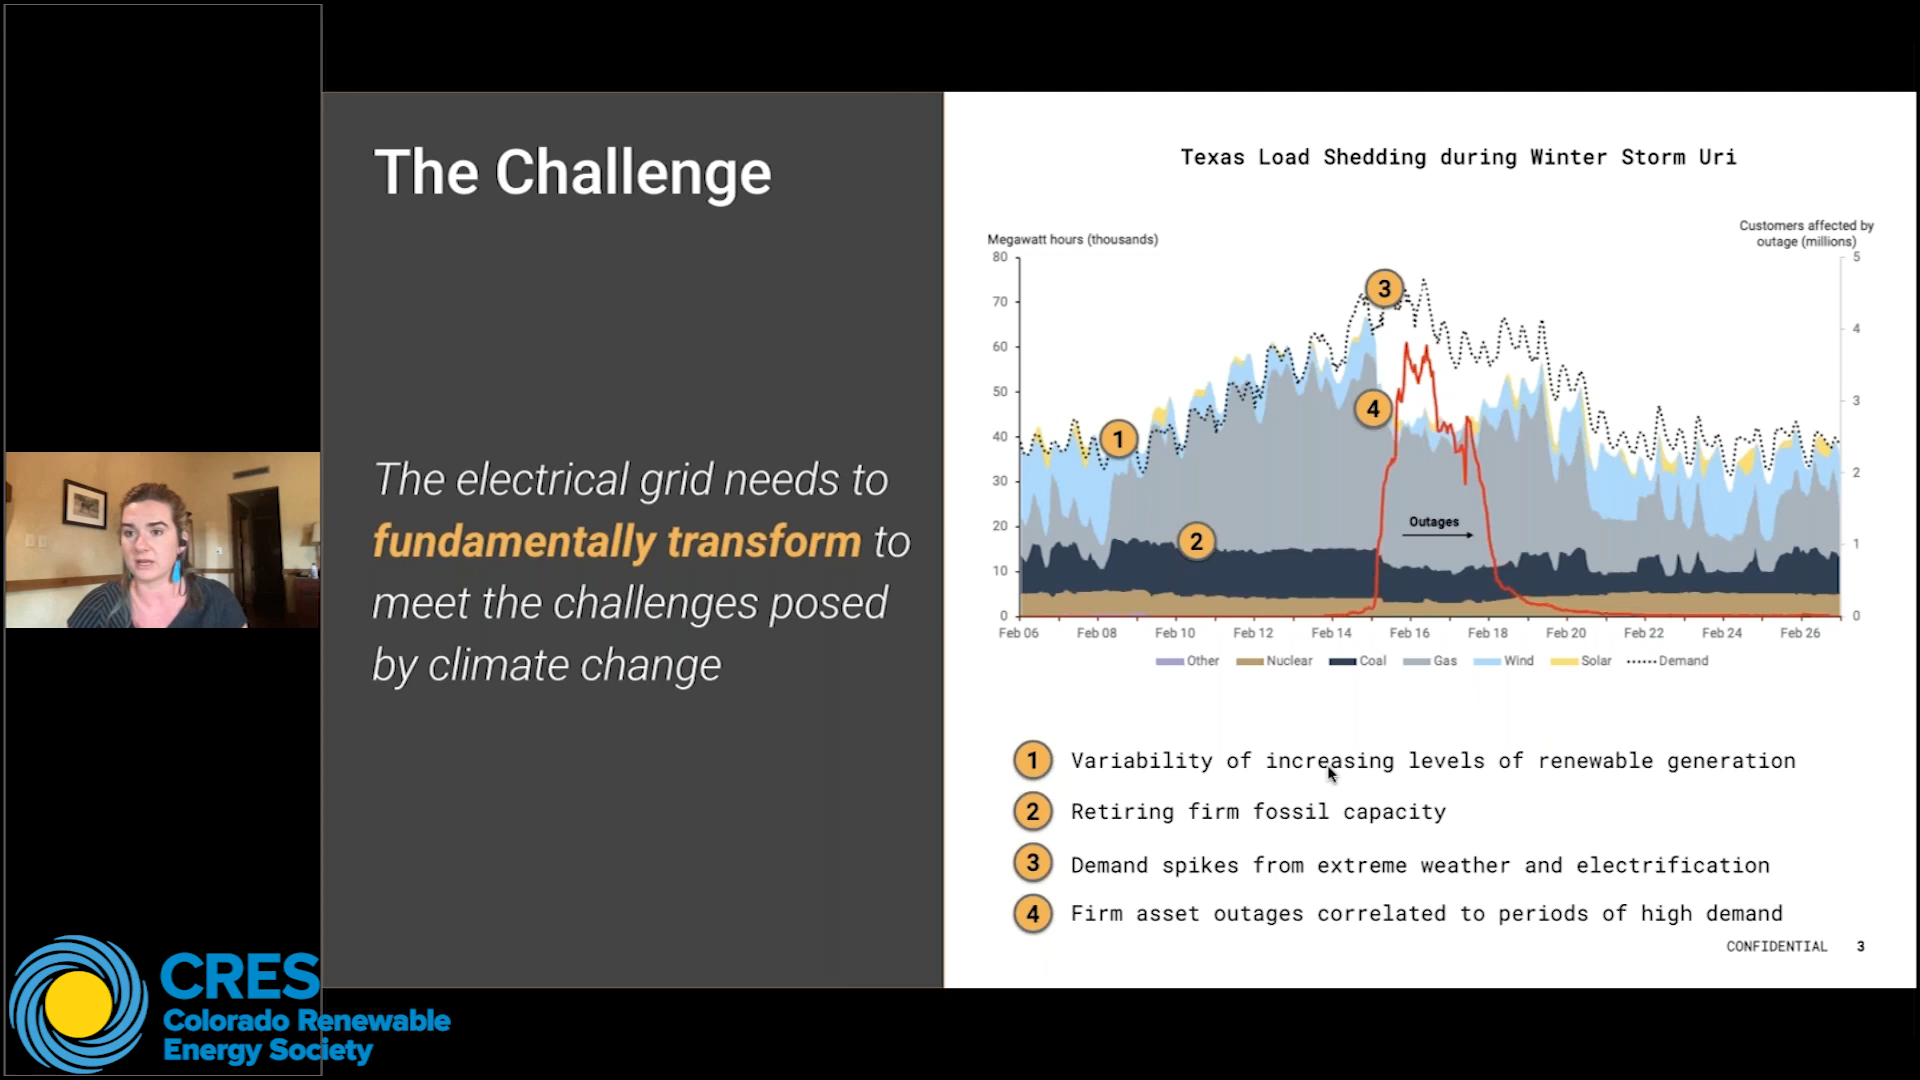 The Challenge
The electrical grid needs to
fundamentally transform to
meet the challenges posed
by climate change
Texas Load Shedding during Winter Storm Uri
Megawatt hours (thousands)
Customers affected by
outage (millions)
80
70
60
50
40
30
20
10
0
5
4
3
2
1
0
1
2
3
4
Outages
Feb 06 Feb 08 Feb 10 Feb 12 Feb 14 Feb 16 Feb 18 Feb 20 Feb 22 Feb 24 Feb 26
Other Nuclear Coal Gas Wind Solar Demand
1 Variability of increasing levels of renewable generation
2 Retiring firm fossil capacity
3 Demand spikes from extreme weather and electrification
4 Firm asset outages correlated to periods of high demand
CONFIDENTIAL 3
CRES
Colorado Renewable
Energy Society